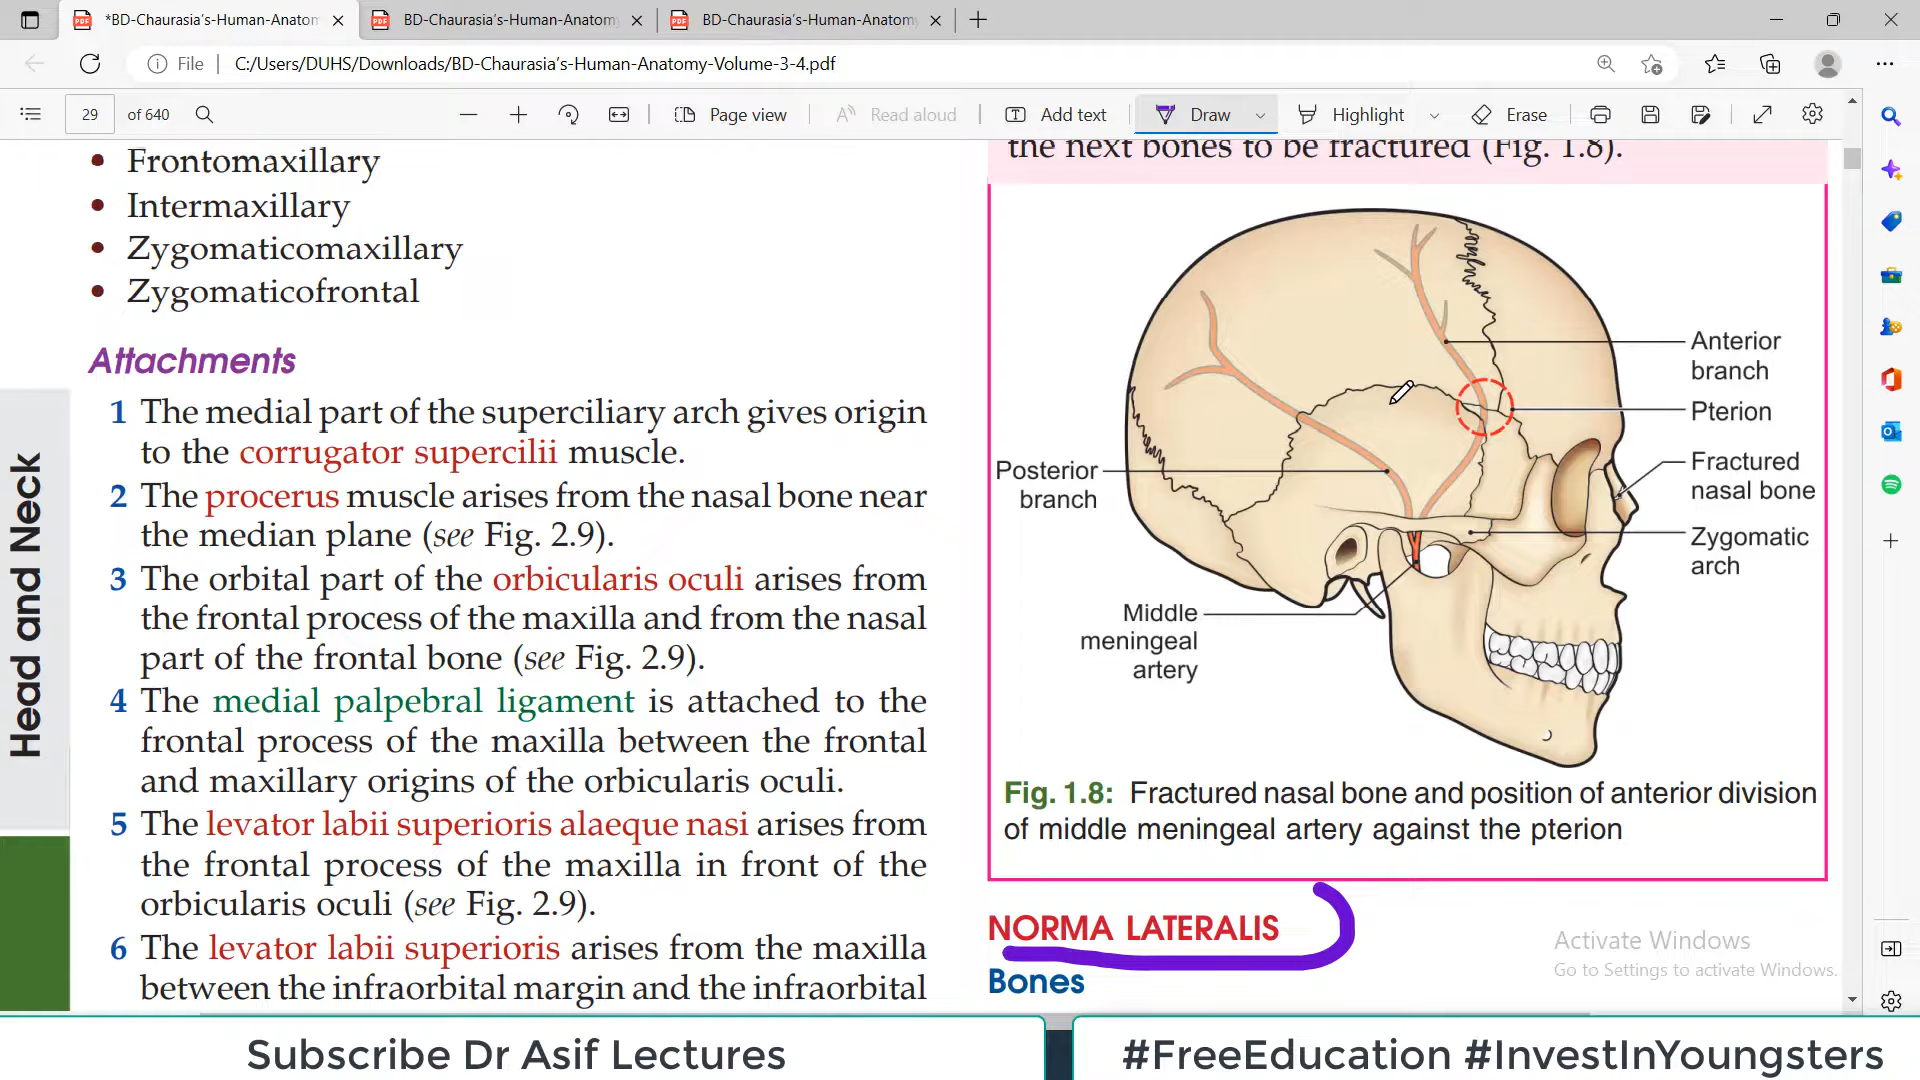 *BD-Chaurasia's-Human-Anatom
BD-Chaurasia's-Human-Anatomy
BD-Chaurasia's-Human-Anatomy
File
C:/Users/DUHS/Downloads/BD-Chaurasia's-Human-Anatomy-Volume-3-4.pdf
29 of 640
Page view
Read aloud
Add text
Draw
Highlight
Erase
Head and Neck
• Frontomaxillary
• Intermaxillary
• Zygomaticomaxillary
• Zygomaticofrontal
Attachments
1 The medial part of the superciliary arch gives origin
to the corrugator supercilii muscle.
2 The procerus muscle arises from the nasal bone near
the median plane (see Fig. 2.9).
3 The orbital part of the orbicularis oculi arises from
the frontal process of the maxilla and from the nasal
part of the frontal bone (see Fig. 2.9).
4 The medial palpebral ligament is attached to the
frontal process of the maxilla between the frontal
and maxillary origins of the orbicularis oculi.
5 The levator labii superioris alaeque nasi arises from
the frontal process of the maxilla in front of the
orbicularis oculi (see Fig. 2.9).
6 The levator labii superioris arises from the maxilla
between the infraorbital margin and the infraorbital
the next bones to be fractured (Fig. 1.8).
Anterior
branch
Pterion
Fractured
nasal bone
Zygomatic
arch
Posterior
branch
Middle
meningeal
artery
Fig. 1.8: Fractured nasal bone and position of anterior division
of middle meningeal artery against the pterion
NORMA LATERALIS
Bones
Activate Windows
Go to Settings to activate Windows.
Subscribe Dr Asif Lectures
#FreeEducation #InvestInYoungsters